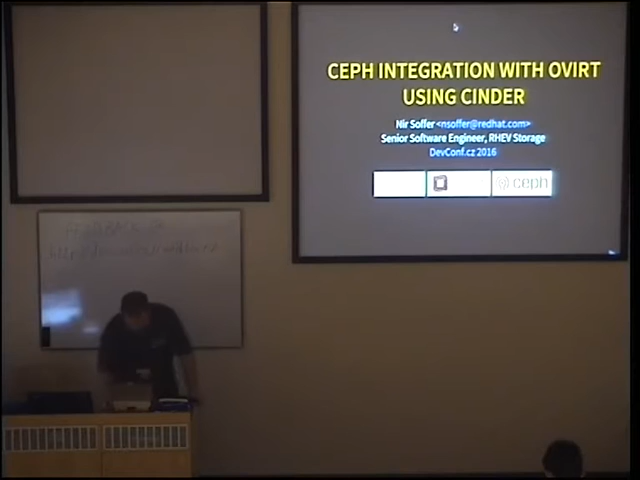 CEPH INTEGRATION WITH OVIRT
USING CINDER
Nir Soffer <nsoffer@redhat.com>
Senior Software Engineer, RHEV Storage
DevConf.cz 2016
ceph